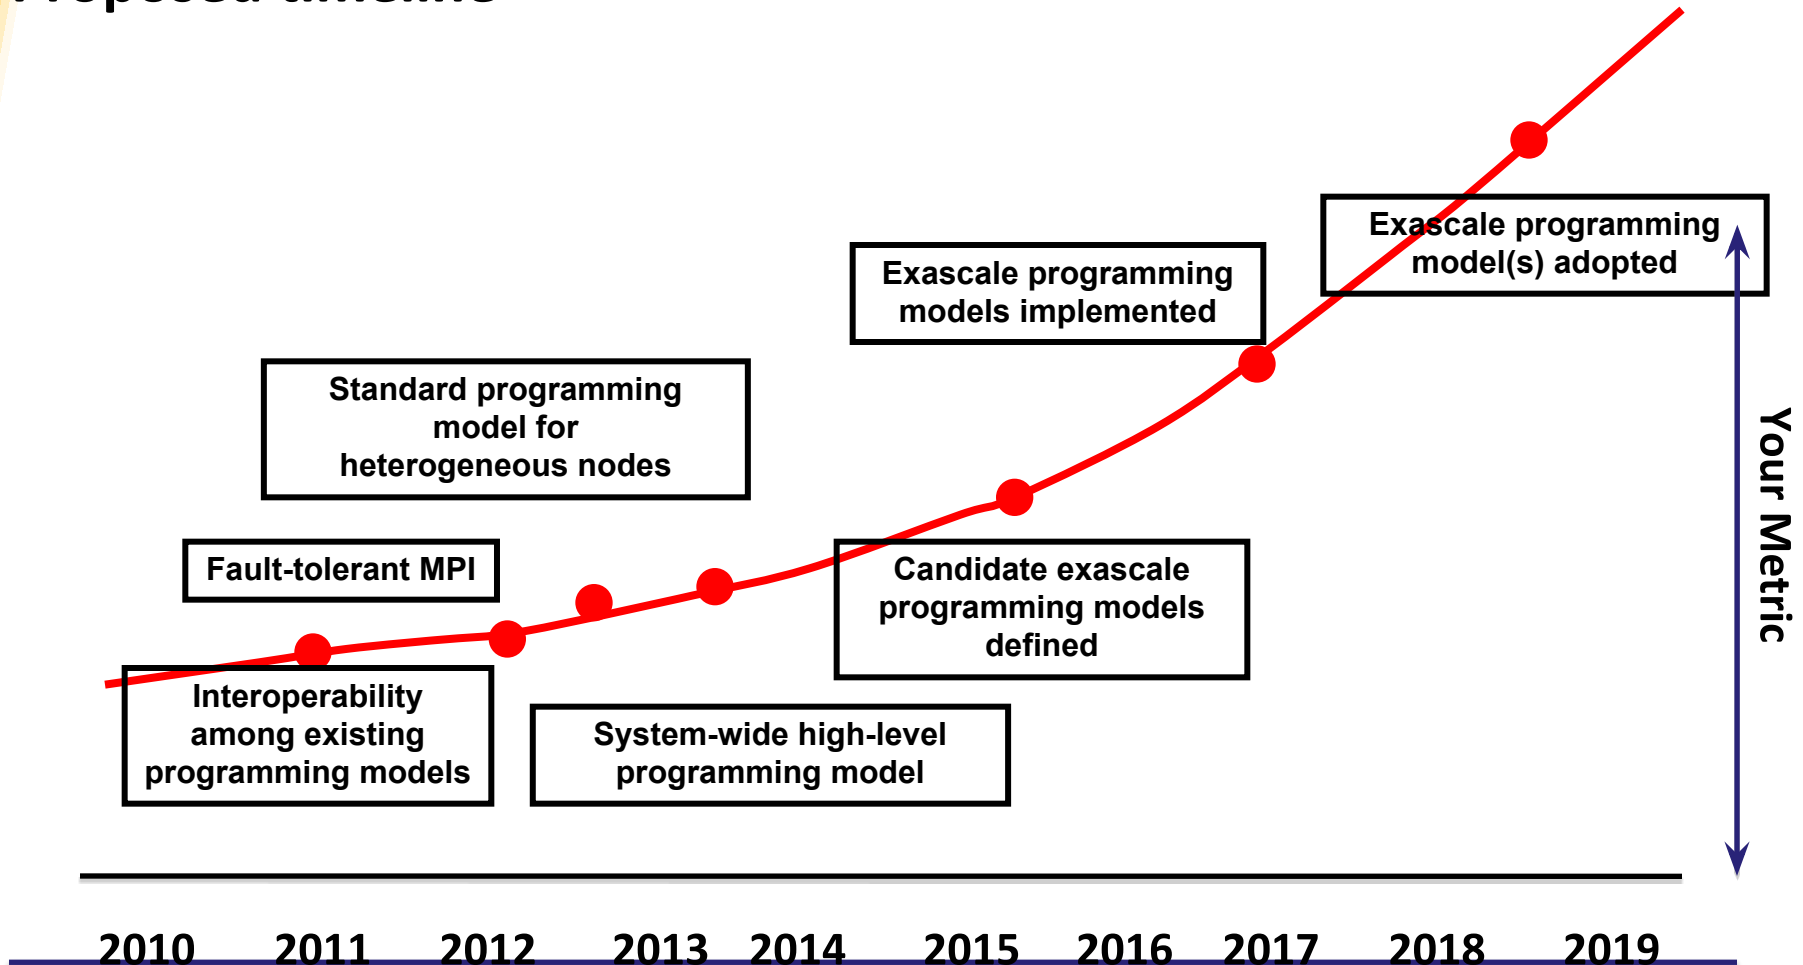 Proposed timeline
Exascale programming
model(s) adopted
Exascale programming
models implemented
Standard programming
model for
heterogeneous nodes
Fault-tolerant MPI
Candidate exascale
programming models
defined
Interoperability
among existing
programming models
System-wide high-level
programming model
Your Metric
2010 2011 2012 2013 2014 2015 2016 2017 2018 2019